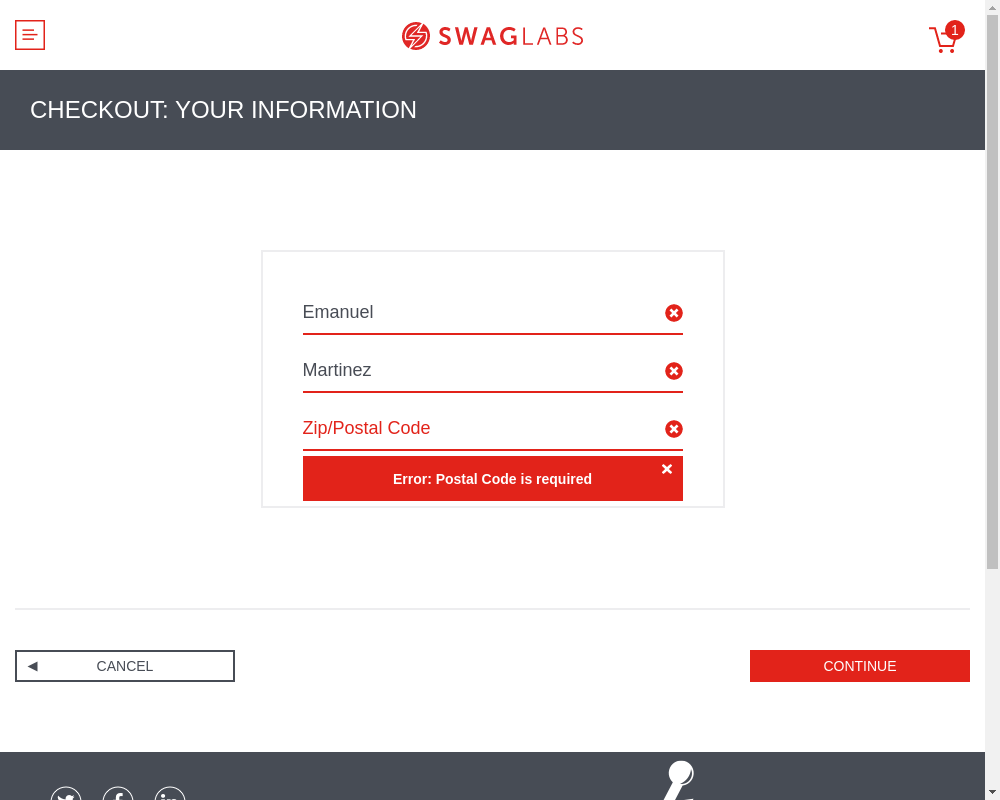 SWAGLABS
1
CHECKOUT: YOUR INFORMATION
Emanuel
Martinez
Zip/Postal Code
Error: Postal Code is required
CANCEL
CONTINUE